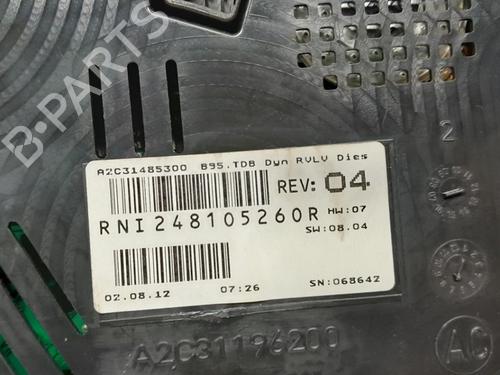 B-PARTS
A2C31485300 B95.TDB Dyn RVLV Dies
REV: 04
RNI248105260R HW:07
SW:08.04
02.08.12 07:26 SN:068642
2
A2C31196200
AC